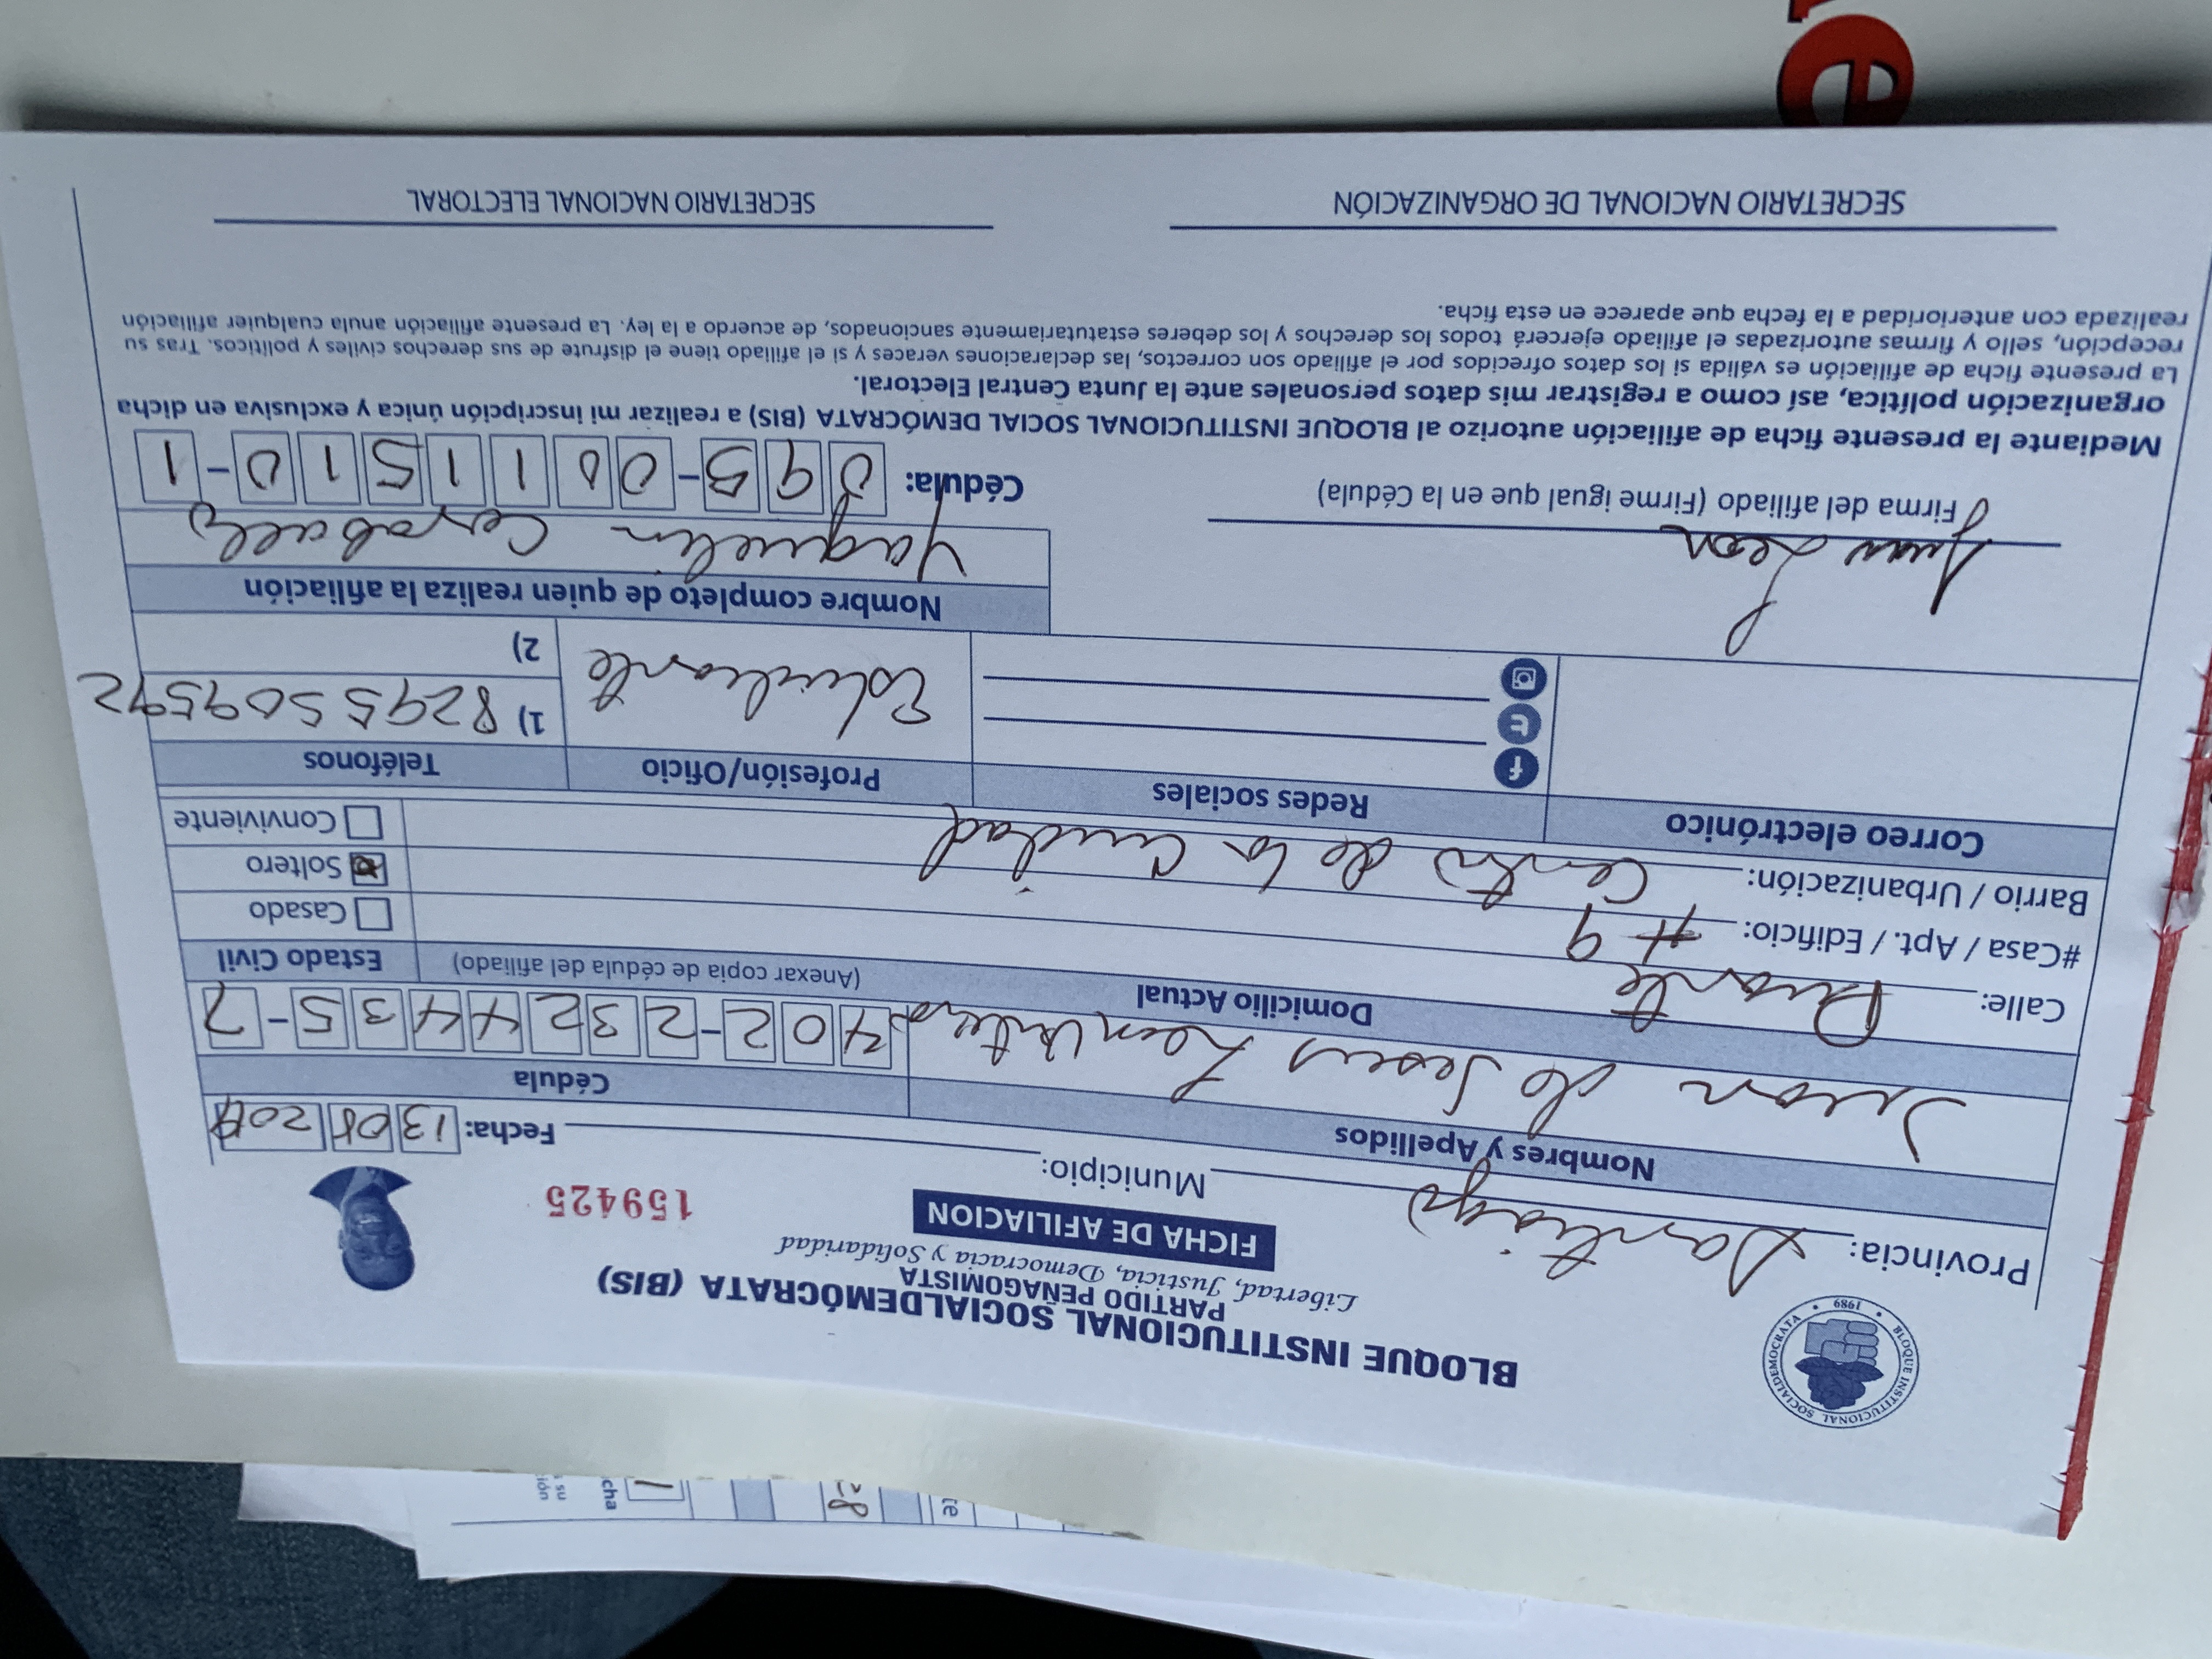 BLOQUE INSTITUCIONAL SOCIALDEMÓCRATA (BIS)
PARTIDO PEÑAGOMISTA
Libertad, Justicia, Democracia y Solidaridad
FICHA DE AFILIACION
159425
BLOQUE INSTITUCIONAL SOCIALDEMOCRATA • 1989 •
Provincia: Santiago Municipio: Fecha: 13 08
Nombres y Apellidos Cédula
Juan de Jesus Leon 402-2324435-7
Domicilio Actual (Anexar copia de cédula del afiliado) Estado Civil
Calle: Duarte Casado
#Casa / Apt. / Edificio: # 9 Soltero
Barrio / Urbanización: Centro de la Ciudad Conviviente
Correo electrónico Redes sociales Profesión/Oficio Teléfonos
Estudiante 1) 8295509592
2)
Juan Leon
Firma del afiliado (Firme igual que en la Cédula)
Nombre completo de quien realiza la afiliación
Yaquelin
Cédula: 095-0011510-1
Mediante la presente ficha de afiliación autorizo al BLOQUE INSTITUCIONAL SOCIAL DEMÓCRATA (BIS) a realizar mi inscripción única y exclusiva en dicha
organización política, así como a registrar mis datos personales ante la Junta Central Electoral.
La presente ficha de afiliación es válida si los datos ofrecidos por el afiliado son correctos, las declaraciones veraces y si el afiliado tiene el disfrute de sus derechos civiles y políticos. Tras su
recepción, sello y firmas autorizadas el afiliado ejercerá todos los derechos y los deberes estatutariamente sancionados, de acuerdo a la ley. La presente afiliación anula cualquier afiliación
realizada con anterioridad a la fecha que aparece en esta ficha.
SECRETARIO NACIONAL DE ORGANIZACIÓN SECRETARIO NACIONAL ELECTORAL